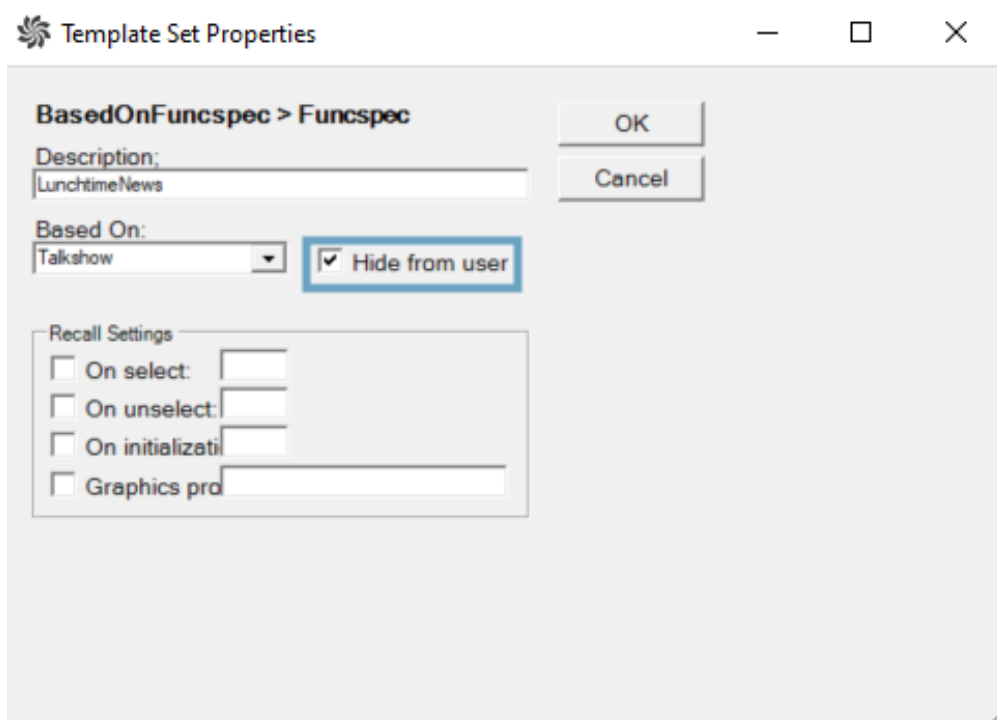 Template Set Properties
BasedOnFuncspec > Funcspec
OK
Description;
LunchtimeNews
Cancel
Based On:
Talkshow
Hide from user
Recall Settings
On select:
On unselect:
On initializati
Graphics pro